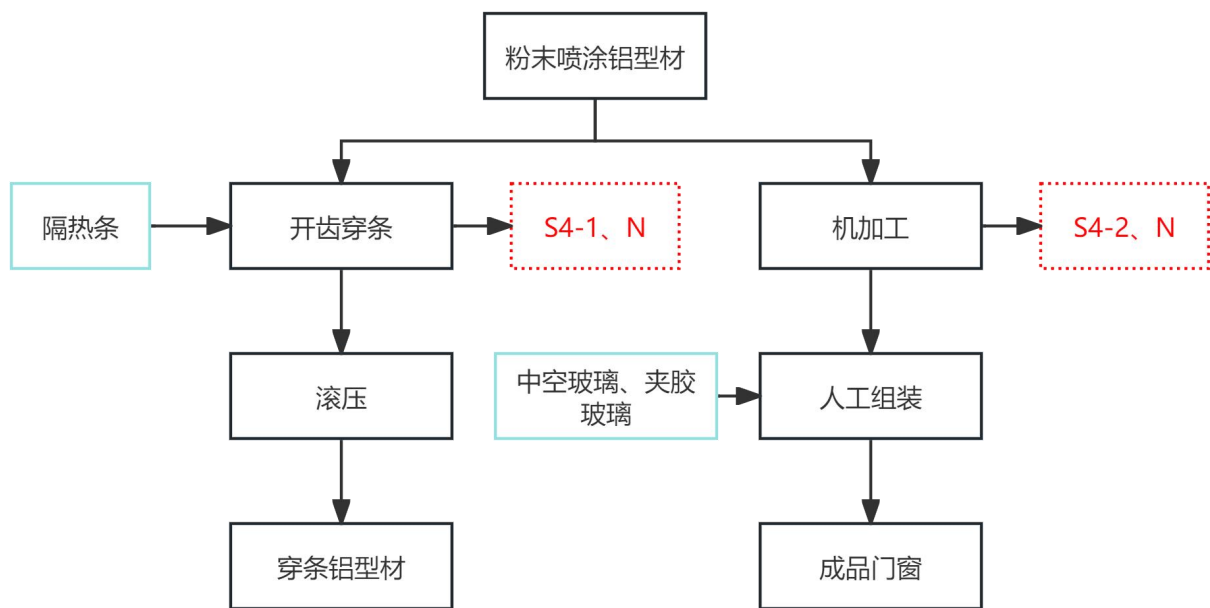 粉末喷涂铝型材
隔热条
开齿穿条
S4-1、N
机加工
S4-2、N
滚压
中空玻璃、夹胶
玻璃
人工组装
穿条铝型材
成品门窗